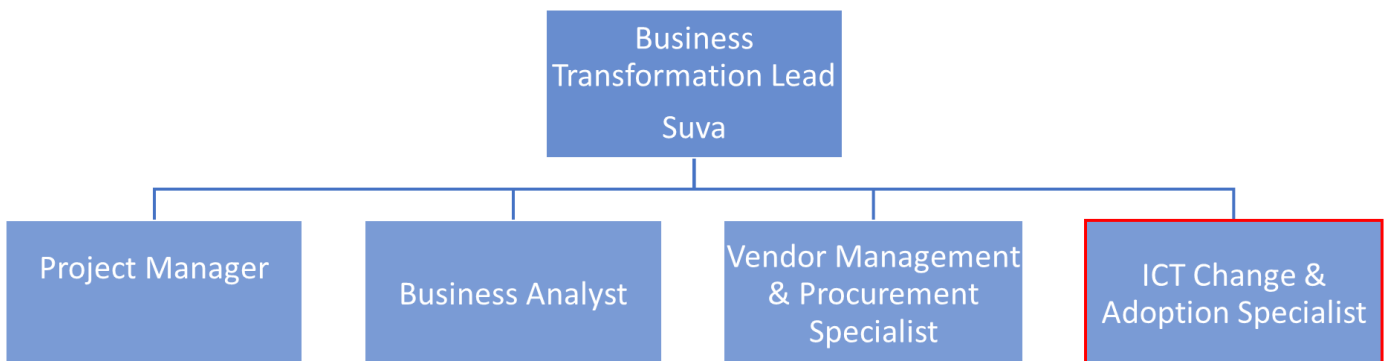 Business
Transformation Lead
Suva
Project Manager
Business Analyst
Vendor Management
& Procurement
Specialist
ICT Change &
Adoption Specialist